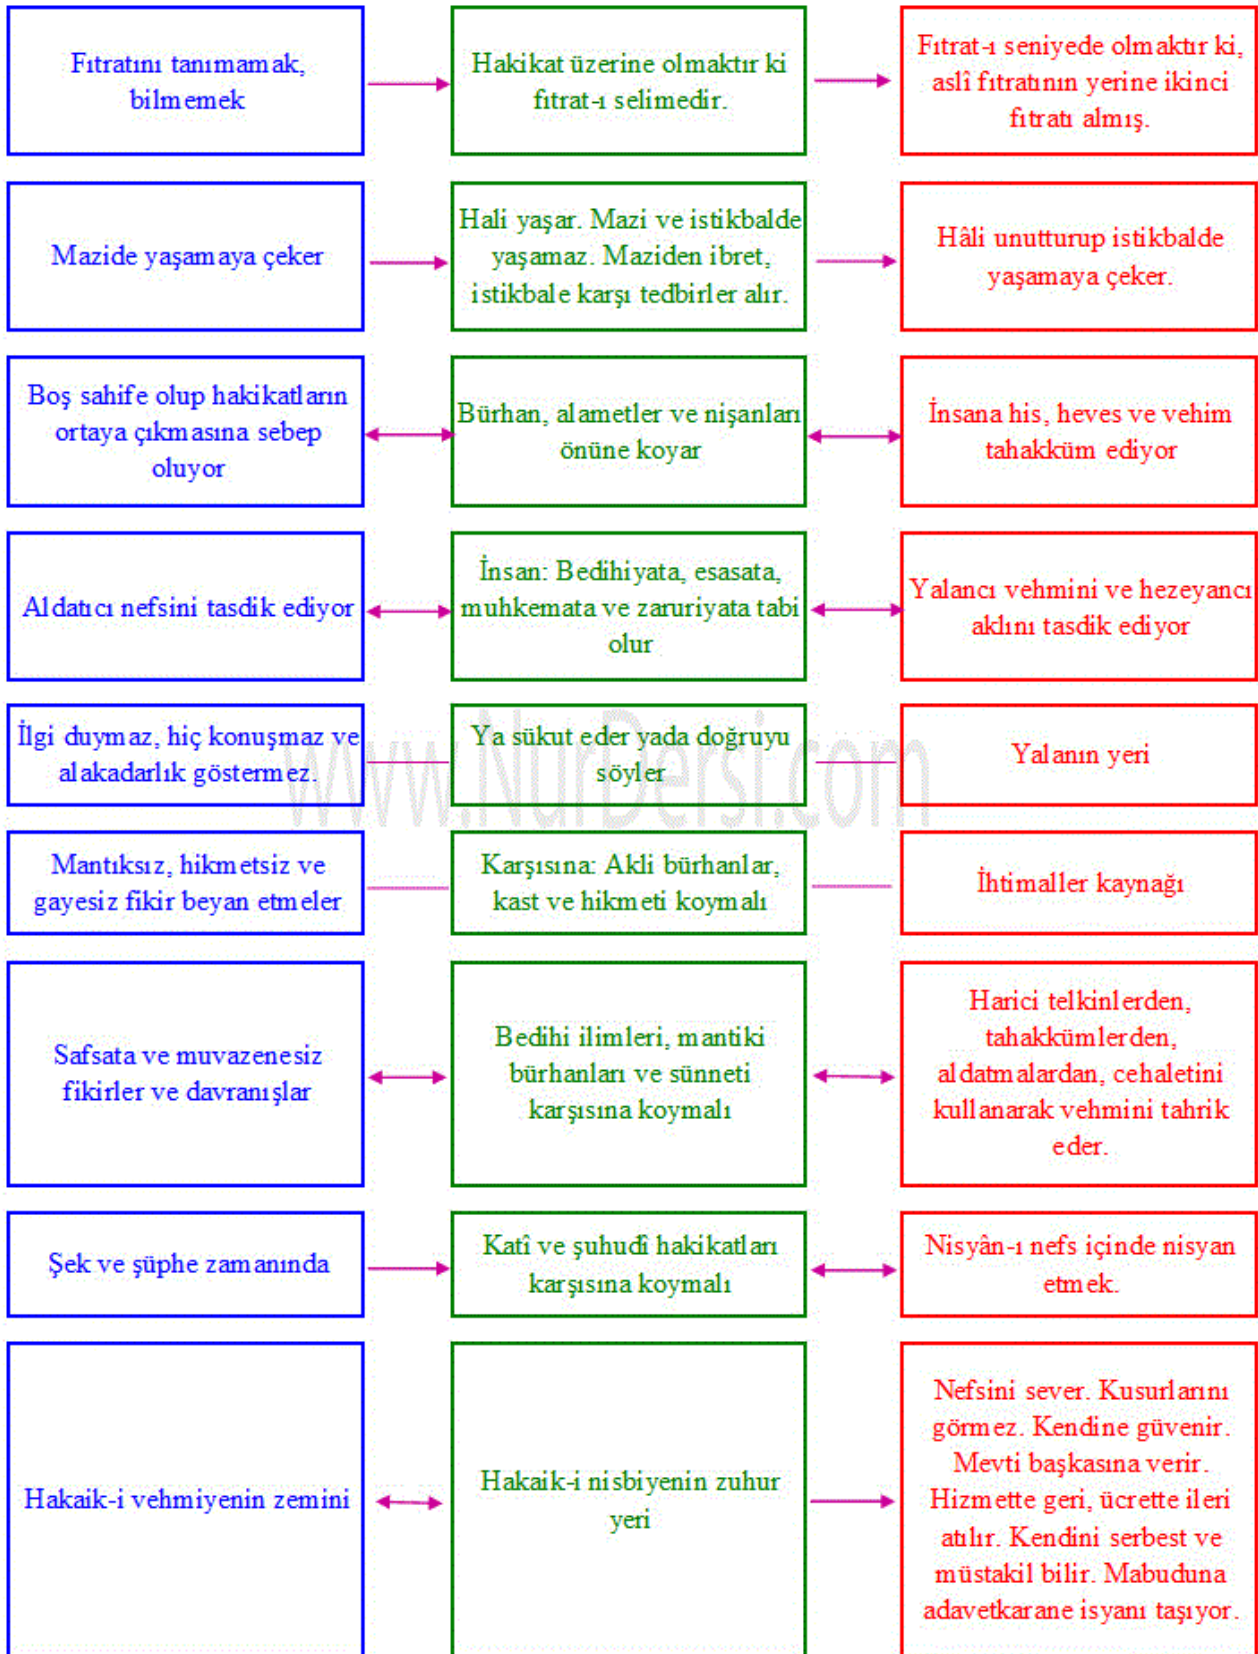 Fıtratını tanımamak,
bilmemek
Hakikat üzerine olmaktır ki
fıtrat-ı selimedir.
Fıtrat-ı seniyede olmaktır ki,
aslî fıtratının yerine ikinci
fıtratı almış.
Mazide yaşamaya çeker
Hali yaşar. Mazi ve istikbalde
yaşamaz. Maziden ibret,
istikbale karşı tedbirler alır.
Hâli unutturup istikbalde
yaşamaya çeker.
Boş sahife olup hakikatların
ortaya çıkmasına sebep
oluyor
Bürhan, alametler ve nişanları
önüne koyar
İnsana his, heves ve vehim
tahakküm ediyor
Aldatıcı nefsini tasdik ediyor
İnsan: Bedihiyata, esasata,
muhkemata ve zaruriyata tabi
olur
Yalancı vehmini ve hezeyancı
aklını tasdik ediyor
İlgi duymaz, hiç konuşmaz ve
alakadarlık göstermez.
Ya sükut eder yada doğruyu
söyler
Yalanın yeri
www.NurDersi.com
Mantıksız, hikmetsiz ve
gayesiz fikir beyan etmeler
Karşısına: Akli bürhanlar,
kast ve hikmeti koymalı
İhtimaller kaynağı
Safsata ve muvazenesiz
fikirler ve davranışlar
Bedihi ilimleri, mantiki
bürhanları ve sünneti
karşısına koymalı
Harici telkinlerden,
tahakkümlerden,
aldatmalardan, cehaletini
kullanarak vehmini tahrik
eder.
Şek ve şüphe zamanında
Katî ve şuhudî hakikatları
karşısına koymalı
Nisyân-ı nefs içinde nisyan
etmek.
Hakaik-i vehmiyenin zemini
Hakaik-i nisbiyenin zuhur
yeri
Nefsini sever. Kusurlarını
görmez. Kendine güvenir.
Mevti başkasına verir.
Hizmette geri, ücrette ileri
atılır. Kendini serbest ve
müstakil bilir. Mabuduna
adavetkarane isyanı taşıyor.